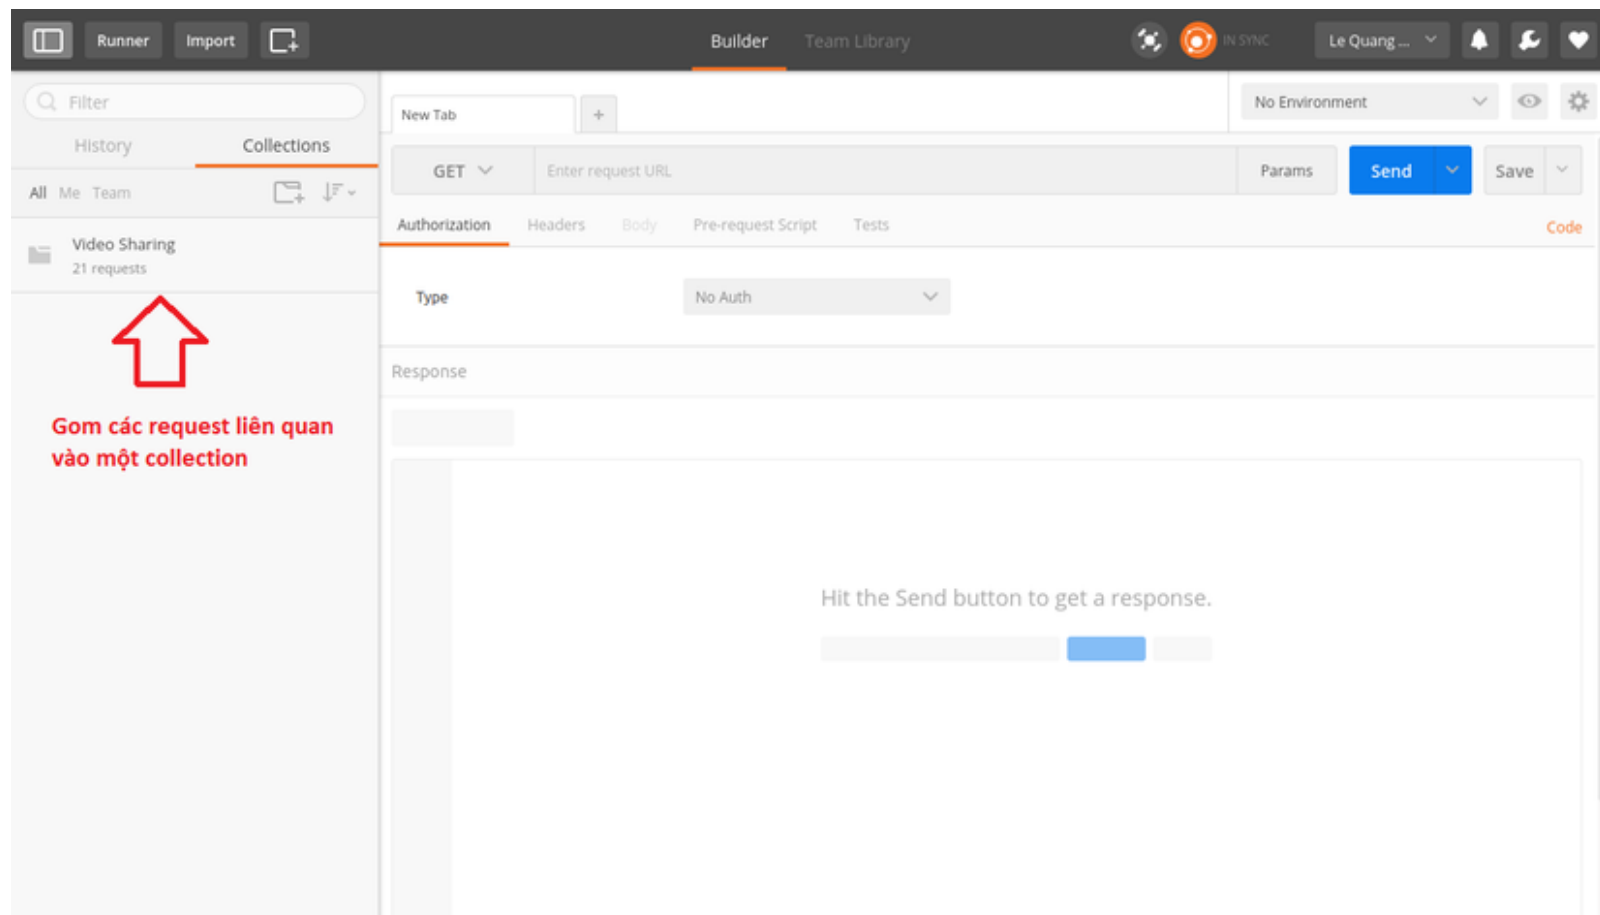 Runner Import Builder Team Library IN SYNC Le Quang ...
Filter
No Environment
New Tab +
History Collections
GET Enter request URL Params Send Save
All Me Team
Authorization Headers Body Pre-request Script Tests Code
Video Sharing
21 requests
Type No Auth
Response
Gom các request liên quan
vào một collection
Hit the Send button to get a response.